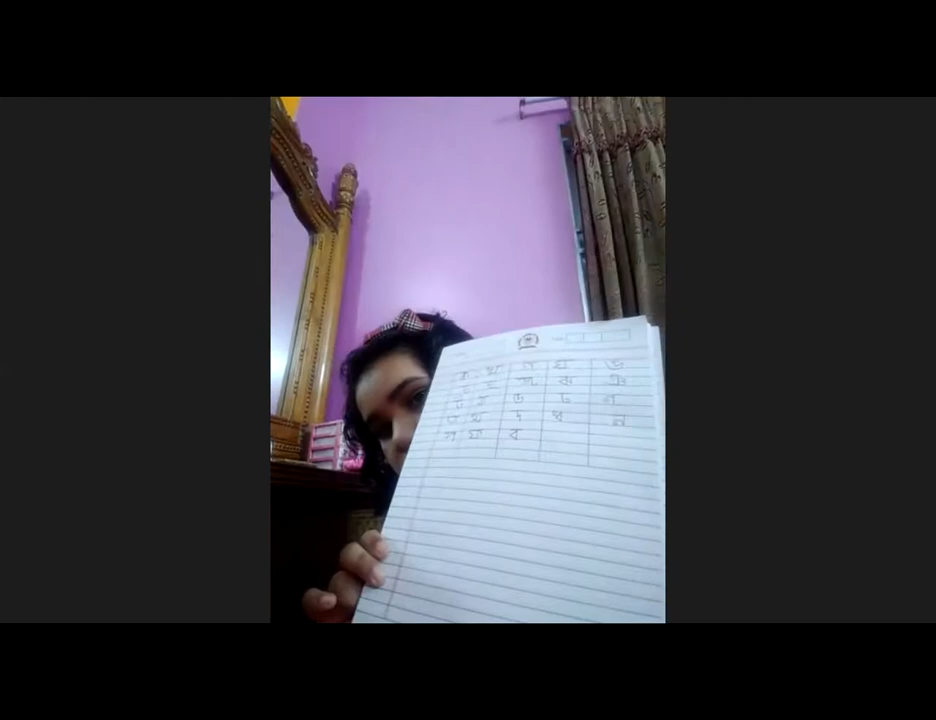 ক খ গ ঘ ঙ
চ ছ জ ঝ ঞ
ট ঠ ড ঢ ণ
ত থ দ ধ ন
প ফ ব